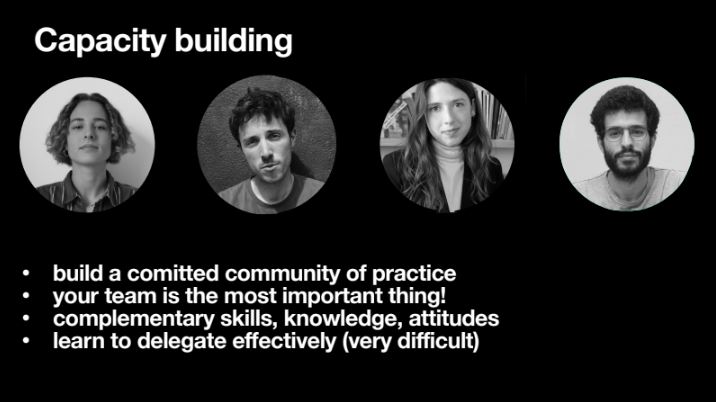 Capacity building
• build a comitted community of practice
• your team is the most important thing!
• complementary skills, knowledge, attitudes
• learn to delegate effectively (very difficult)